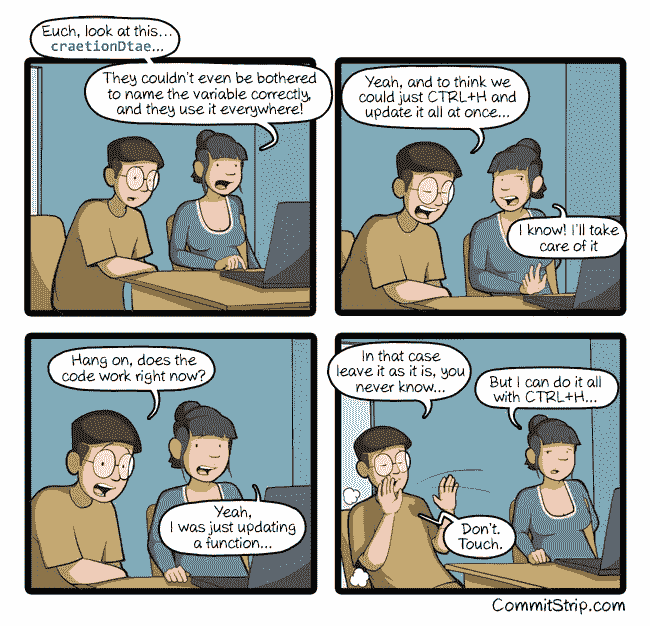 Euch, look at this...
craetionDtae...
They couldn't even be bothered
to name the variable correctly,
and they use it everywhere!
Yeah, and to think we
could just CTRL+H and
update it all at once...
I know! I'll take
care of it
Hang on, does the
code work right now?
Yeah,
I was just updating
a function...
In that case
leave it as it is, you
never know...
But I can do it all
with CTRL+H...
Don't.
Touch.
CommitStrip.com